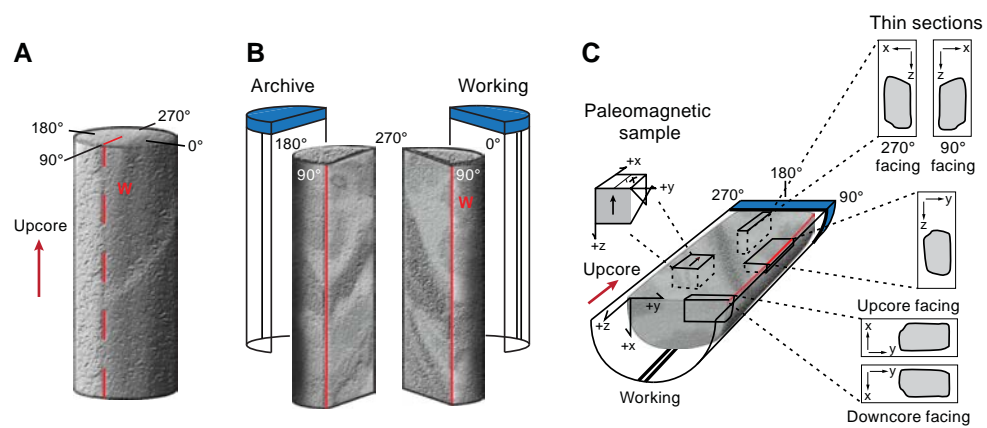 A
180°
270°
90°
0°
W
Upcore
B
Archive
Working
180°
270°
0°
90°
90°
W
C
Thin sections
x
z
x
z
270°
facing
90°
facing
Paleomagnetic
sample
+x
+y
+z
270°
180°
90°
Upcore
+y
+z
+x
Working
y
z
Upcore facing
x
y
y
x
Downcore facing